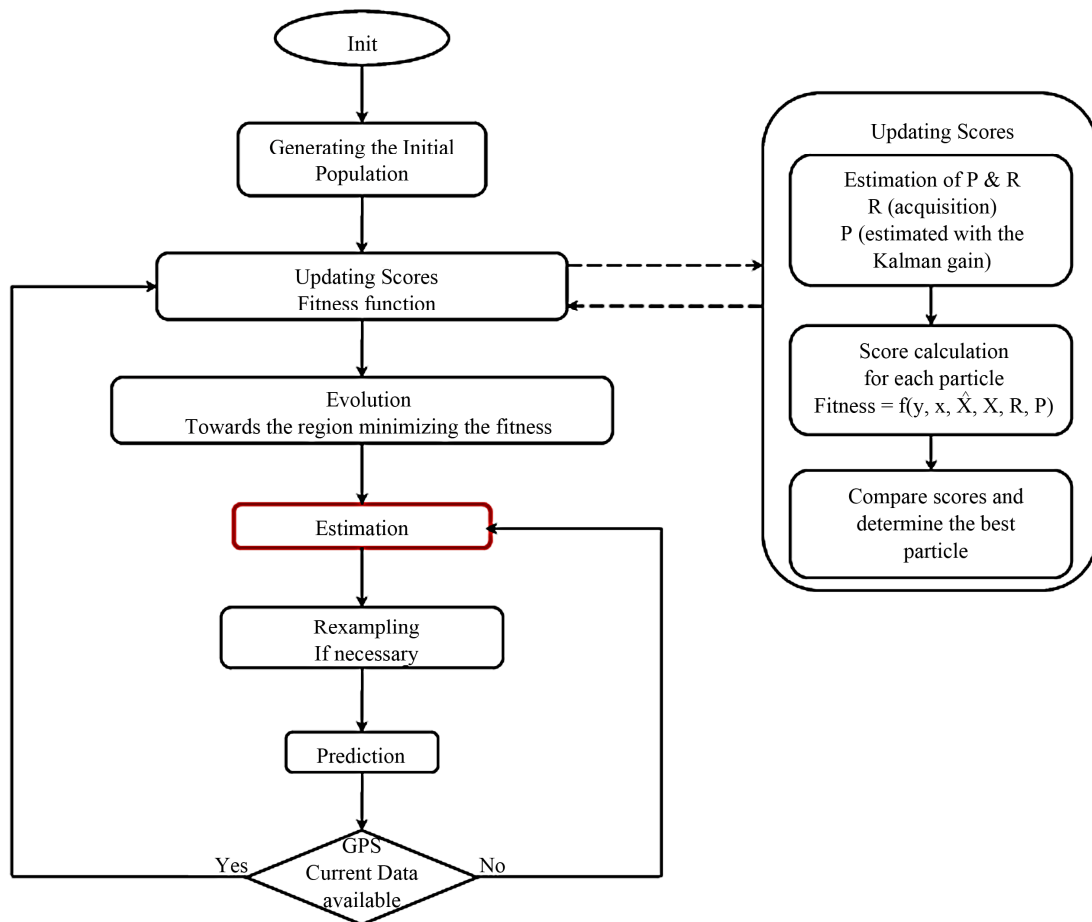 Init
Generating the Initial
Population
Updating Scores
Fitness function
Evolution
Towards the region minimizing the fitness
Estimation
Rexampling
If necessary
Prediction
GPS
Current Data
available
Yes
No
Updating Scores
Estimation of P & R
R (acquisition)
P (estimated with the
Kalman gain)
Score calculation
for each particle
Fitness = f(y, x, X̂, X, R, P)
Compare scores and
determine the best
particle